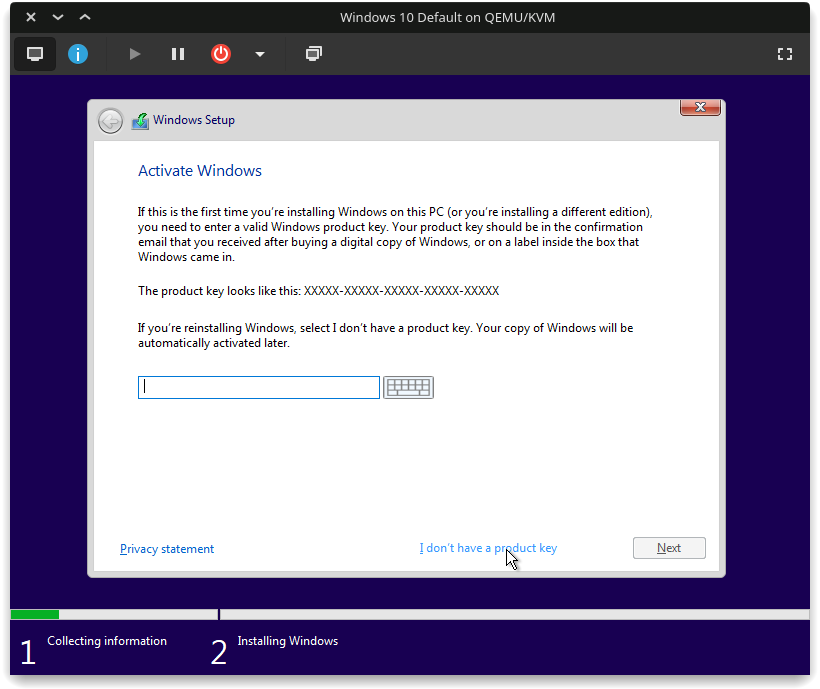 Windows 10 Default on QEMU/KVM
Windows Setup
Activate Windows
If this is the first time you're installing Windows on this PC (or you're installing a different edition),
you need to enter a valid Windows product key. Your product key should be in the confirmation
email that you received after buying a digital copy of Windows, or on a label inside the box that
Windows came in.
The product key looks like this: XXXXX-XXXXX-XXXXX-XXXXX-XXXXX
If you're reinstalling Windows, select I don't have a product key. Your copy of Windows will be
automatically activated later.
Privacy statement
I don't have a product key
Next
1 Collecting information
2 Installing Windows